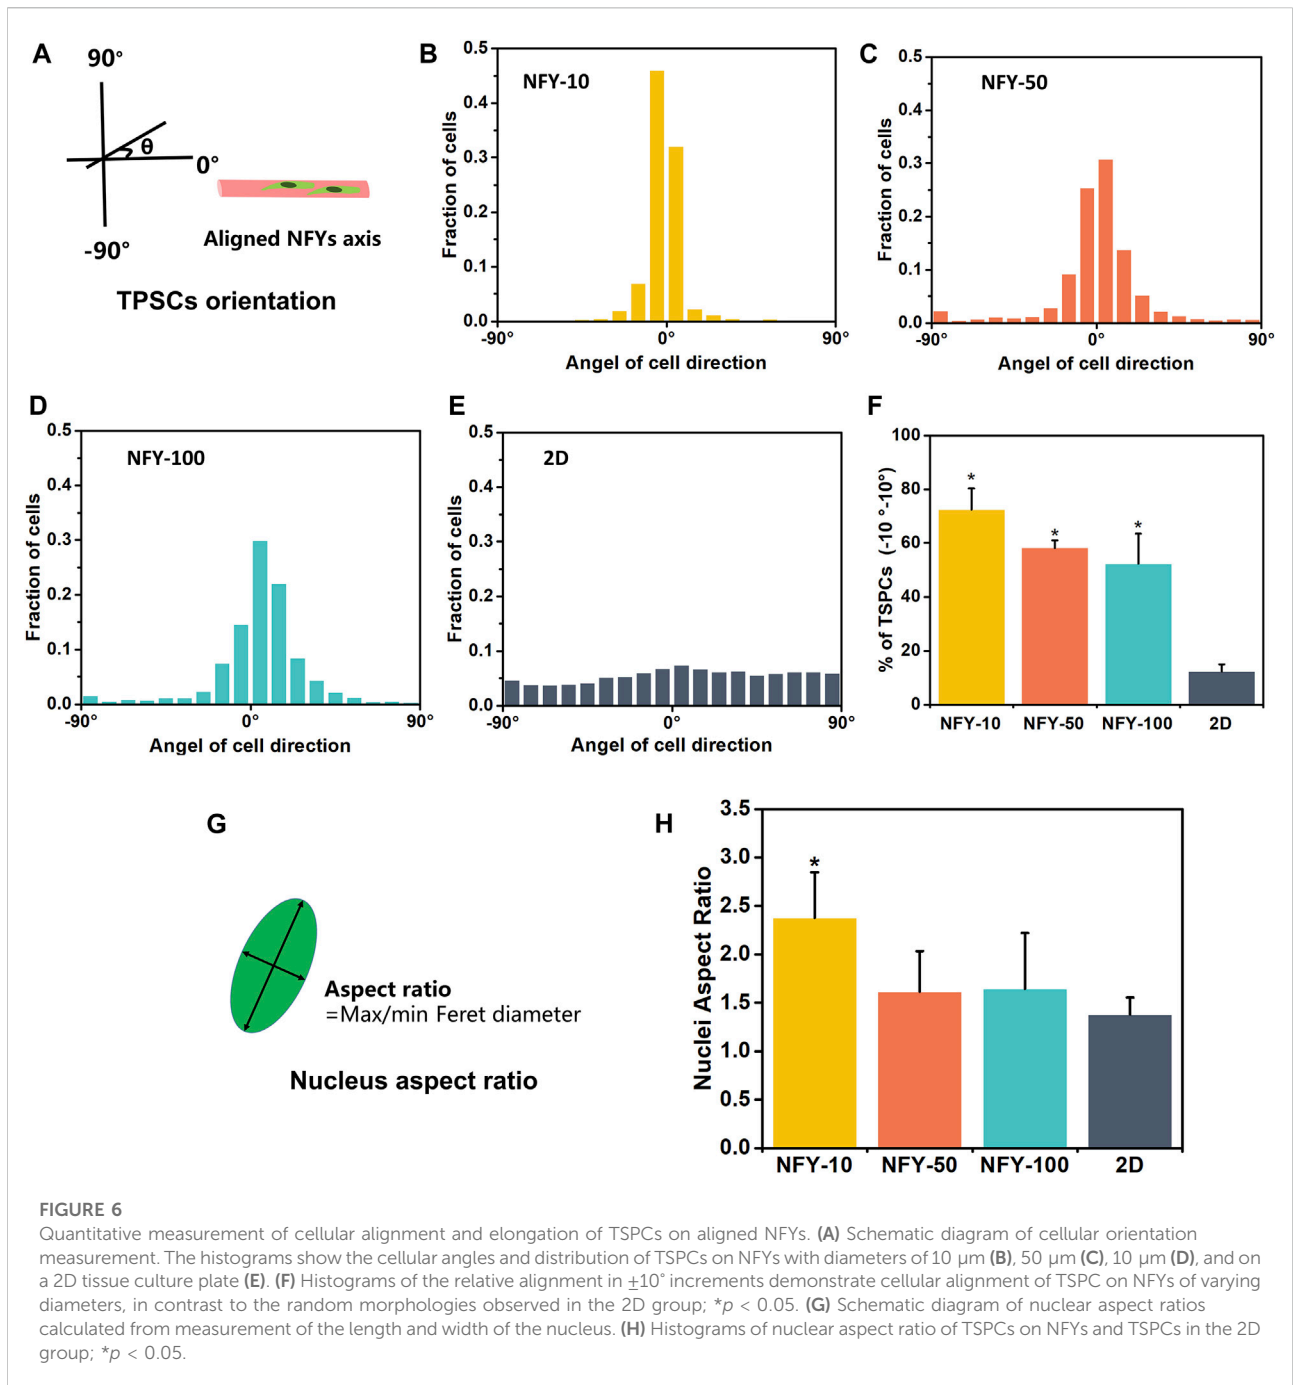 A
90°
θ
0°
-90°
Aligned NFYs axis
TPSCs orientation
B
NFY-10
Fraction of cells
0.5
0.4
0.3
0.2
0.1
0.0
-90°
0°
90°
Angel of cell direction
C
NFY-50
Fraction of cells
0.5
0.4
0.3
0.2
0.1
0.0
-90°
0°
90°
Angel of cell direction
D
NFY-100
Fraction of cells
0.5
0.4
0.3
0.2
0.1
0.0
-90°
0°
90°
Angel of cell direction
E
2D
Fraction of cells
0.5
0.4
0.3
0.2
0.1
0.0
-90°
0°
90°
Angel of cell direction
F
% of TSPCs (-10 °-10°)
100
80
60
40
20
0
*
*
*
NFY-10 NFY-50 NFY-100 2D
G
Aspect ratio
=Max/min Feret diameter
Nucleus aspect ratio
H
Nuclei Aspect Ratio
3.5
3.0
2.5
2.0
1.5
1.0
0.5
0.0
*
NFY-10 NFY-50 NFY-100 2D
FIGURE 6
Quantitative measurement of cellular alignment and elongation of TSPCs on aligned NFYs. (A) Schematic diagram of cellular orientation
measurement. The histograms show the cellular angles and distribution of TSPCs on NFYs with diameters of 10 µm (B), 50 µm (C), 10 µm (D), and on
a 2D tissue culture plate (E). (F) Histograms of the relative alignment in ±10° increments demonstrate cellular alignment of TSPC on NFYs of varying
diameters, in contrast to the random morphologies observed in the 2D group; *p < 0.05. (G) Schematic diagram of nuclear aspect ratios
calculated from measurement of the length and width of the nucleus. (H) Histograms of nuclear aspect ratio of TSPCs on NFYs and TSPCs in the 2D
group; *p < 0.05.